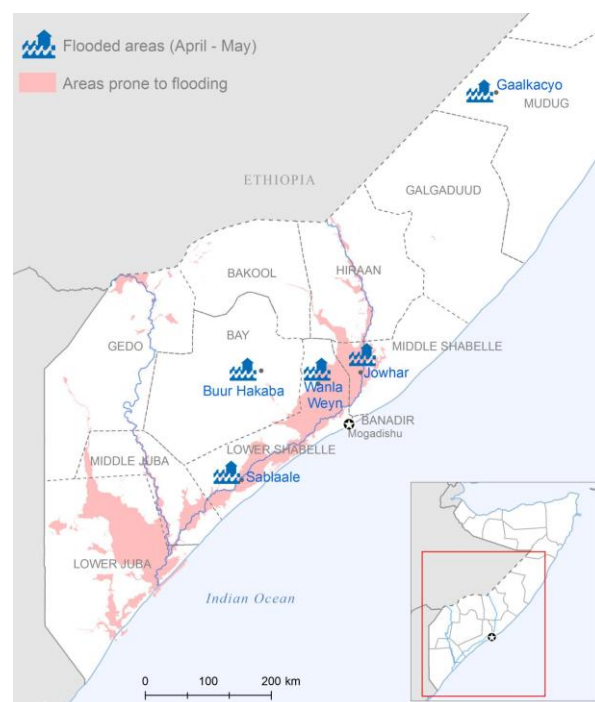 Flooded areas (April - May)
Areas prone to flooding
Gaalkacyo
MUDUG
ETHIOPIA
GALGADUUD
BAKOOL
HIRAAN
GEDO
BAY
MIDDLE SHABELLE
Buur Hakaba
Wanla
Weyn
Jowhar
BANADIR
Mogadishu
LOWER SHABELLE
MIDDLE JUBA
Sablaale
LOWER JUBA
Indian Ocean
0 100 200 km